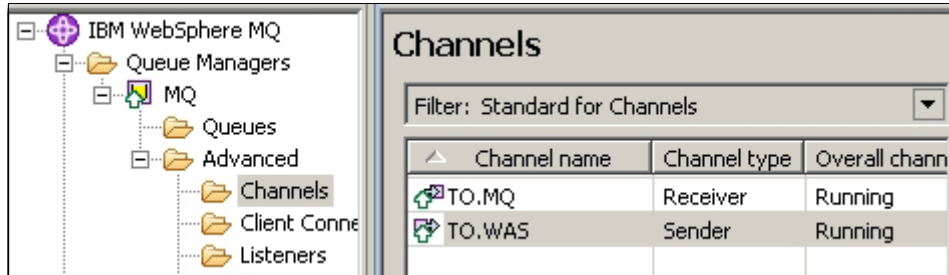 IBM WebSphere MQ
Queue Managers
MQ
Queues
Advanced
Channels
Client Conne
Listeners
Channels
Filter: Standard for Channels
Channel name Channel type Overall chann
TO.MQ Receiver Running
TO.WAS Sender Running